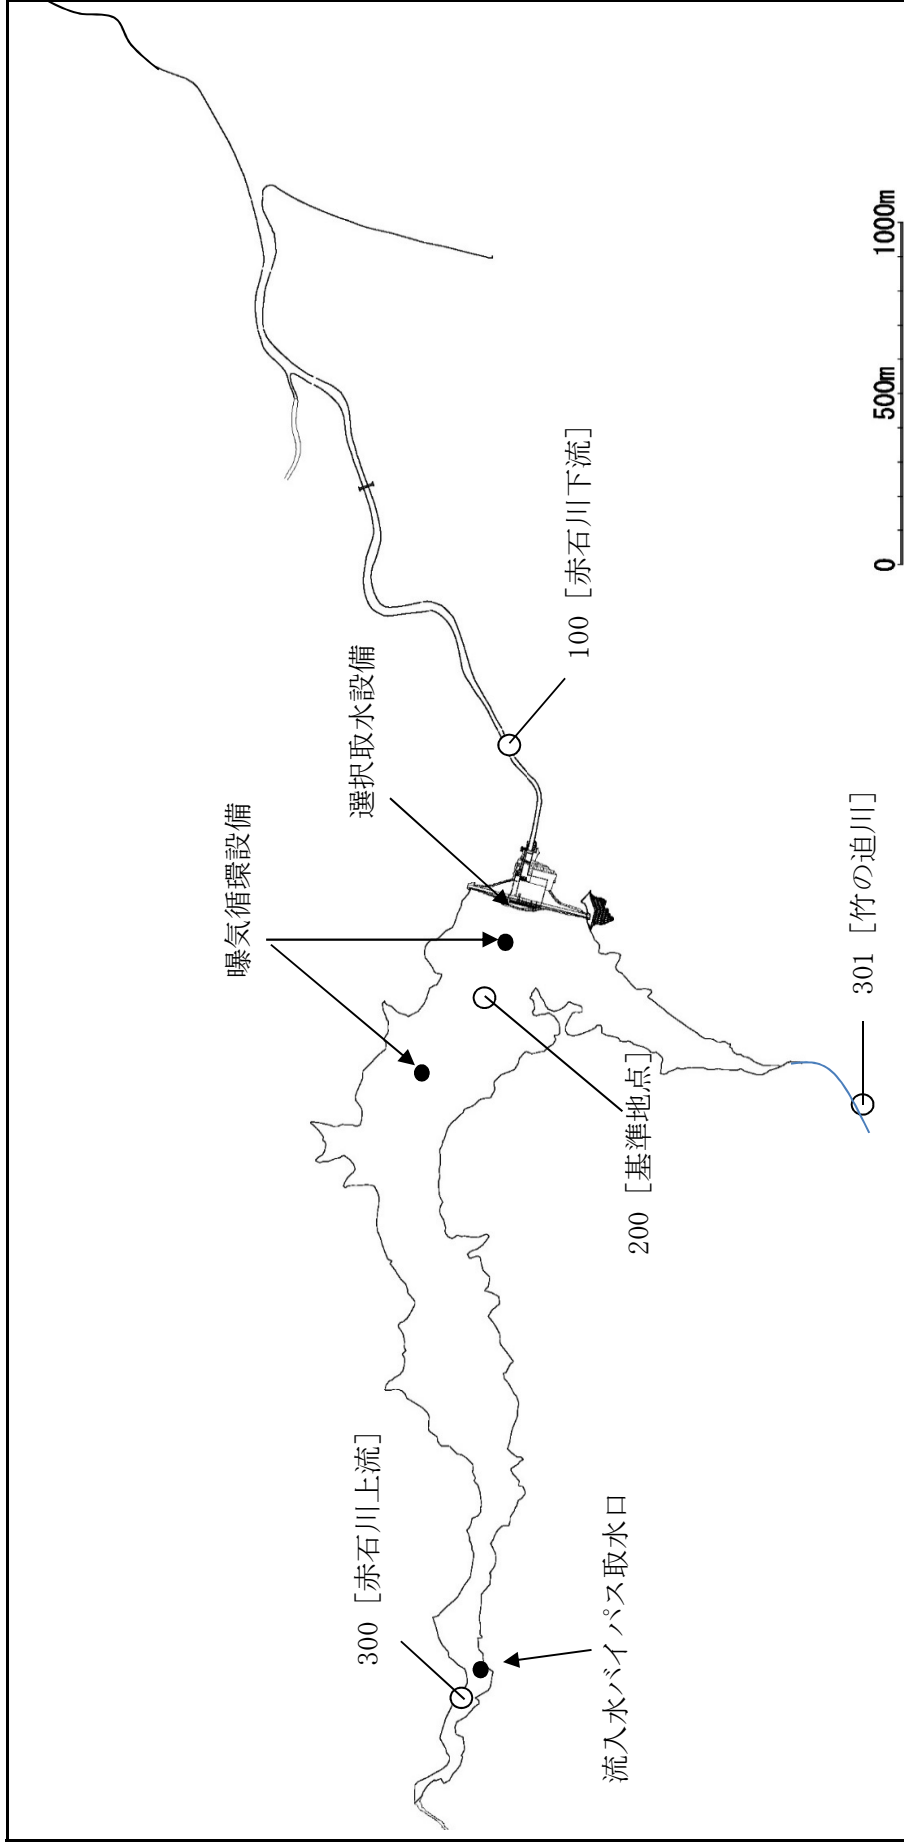 300［赤石川上流］
流入水バイパス取水口
曝気循環設備
選択取水設備
200［基準地点］
100［赤石川下流］
301［竹の迫川］
0
500m
1000m